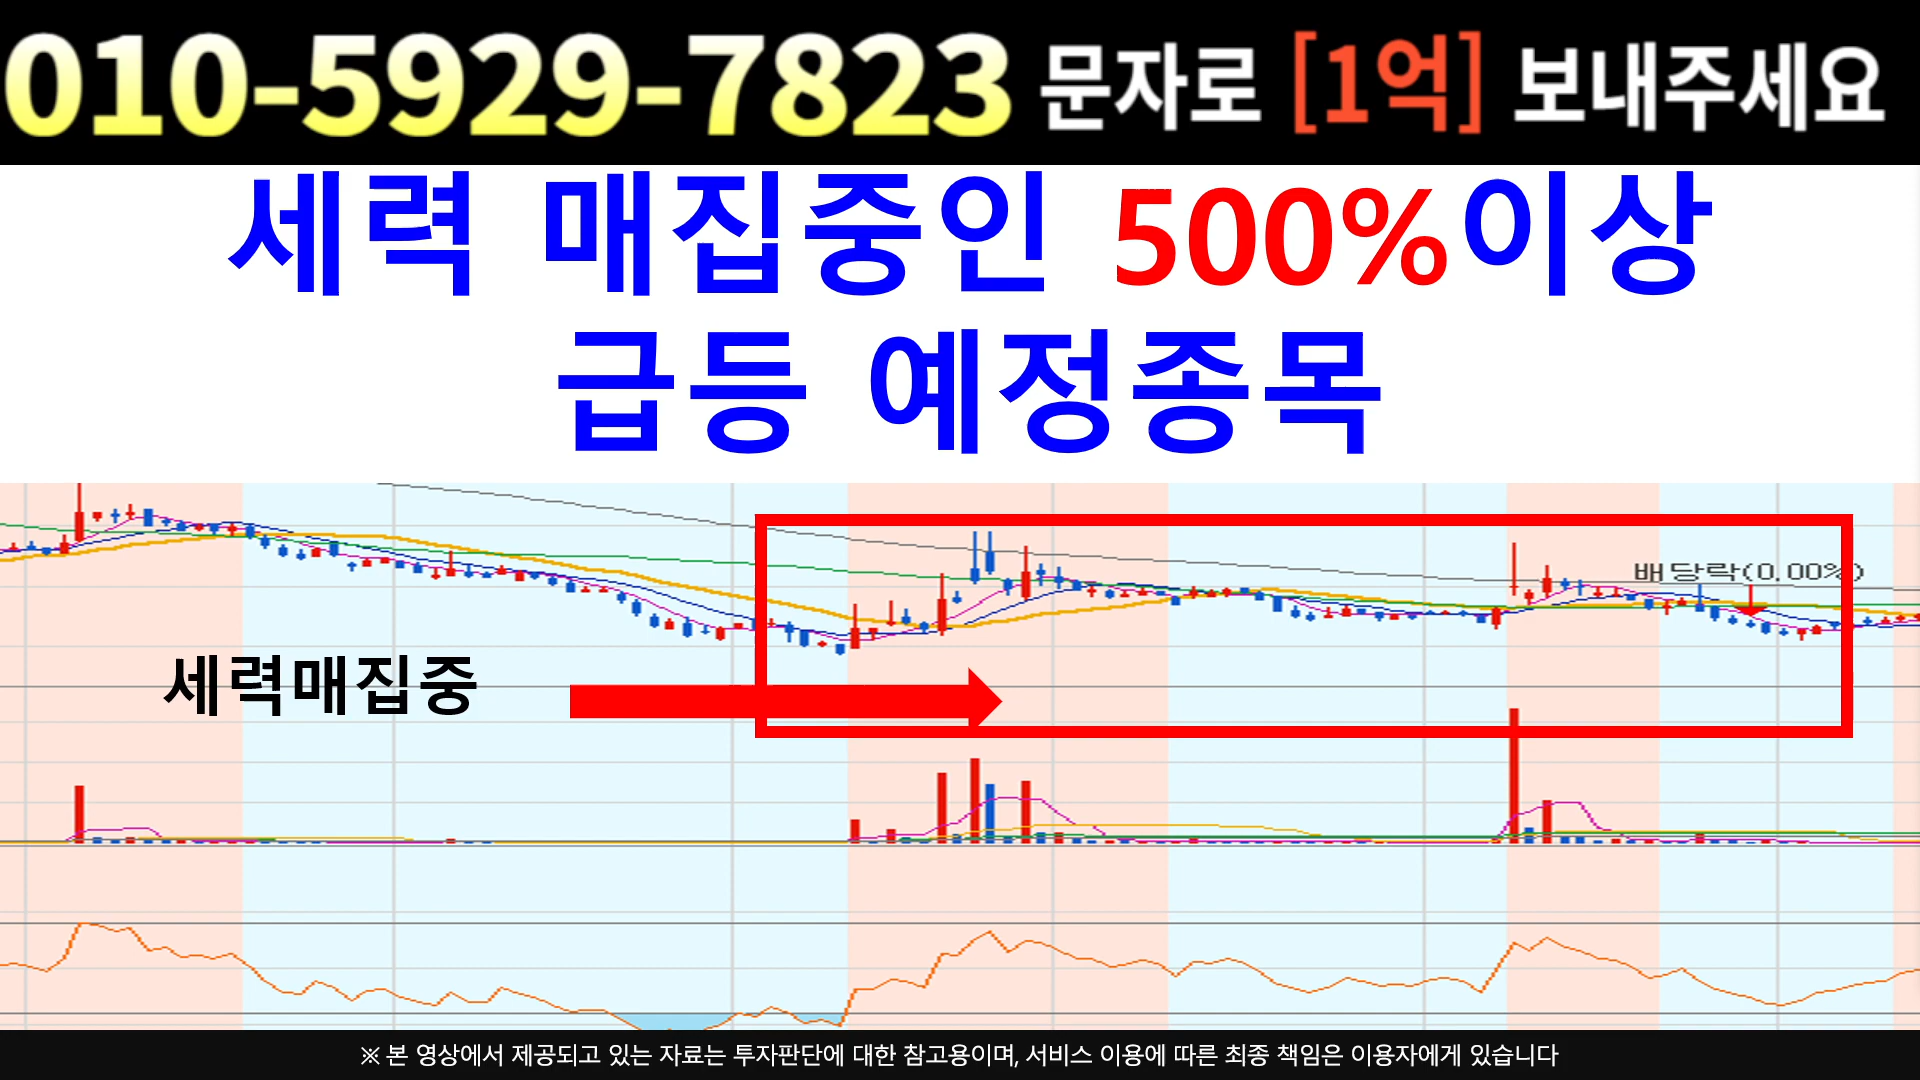 010-5929-7823 문자로 [1억] 보내주세요
세력 매집중인 500%이상
급등 예정종목
배당락(0.00%)
세력매집중
※ 본 영상에서 제공되고 있는 자료는 투자판단에 대한 참고용이며, 서비스 이용에 따른 최종 책임은 이용자에게 있습니다